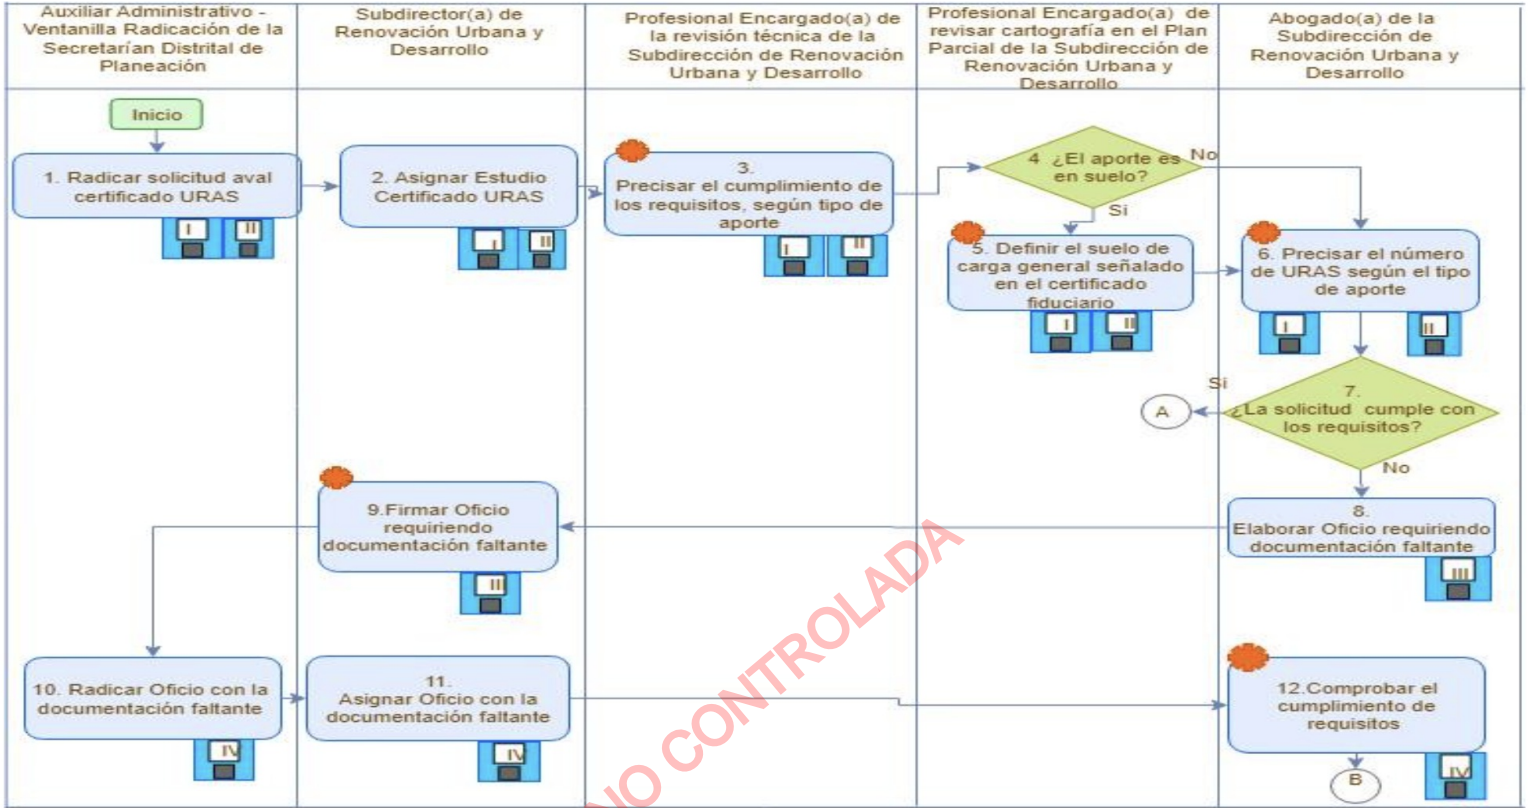 Auxiliar Administrativo -
Ventanilla Radicación de la
Secretarían Distrital de
Planeación
Subdirector(a) de
Renovación Urbana y
Desarrollo
Profesional Encargado(a) de
la revisión técnica de la
Subdirección de Renovación
Urbana y Desarrollo
Profesional Encargado(a) de
revisar cartografía en el Plan
Parcial de la Subdirección de
Renovación Urbana y
Desarrollo
Abogado(a) de la
Subdirección de
Renovación Urbana y
Desarrollo
Inicio
1. Radicar solicitud aval
certificado URAS
I
II
2. Asignar Estudio
Certificado URAS
I
II
3.
Precisar el cumplimiento de
los requisitos, según tipo de
aporte
I
II
4 ¿El aporte es
en suelo?
No
Si
5. Definir el suelo de
carga general señalado
en el certificado
fiduciario
I
II
6. Precisar el número
de URAS según el tipo
de aporte
I
II
7.
¿La solicitud cumple con
los requisitos?
Si
A
No
8.
Elaborar Oficio requiriendo
documentación faltante
III
9.Firmar Oficio
requiriendo
documentación faltante
III
10. Radicar Oficio con la
documentación faltante
IV
11.
Asignar Oficio con la
documentación faltante
IV
12.Comprobar el
cumplimiento de
requisitos
IV
B
NO CONTROLADA